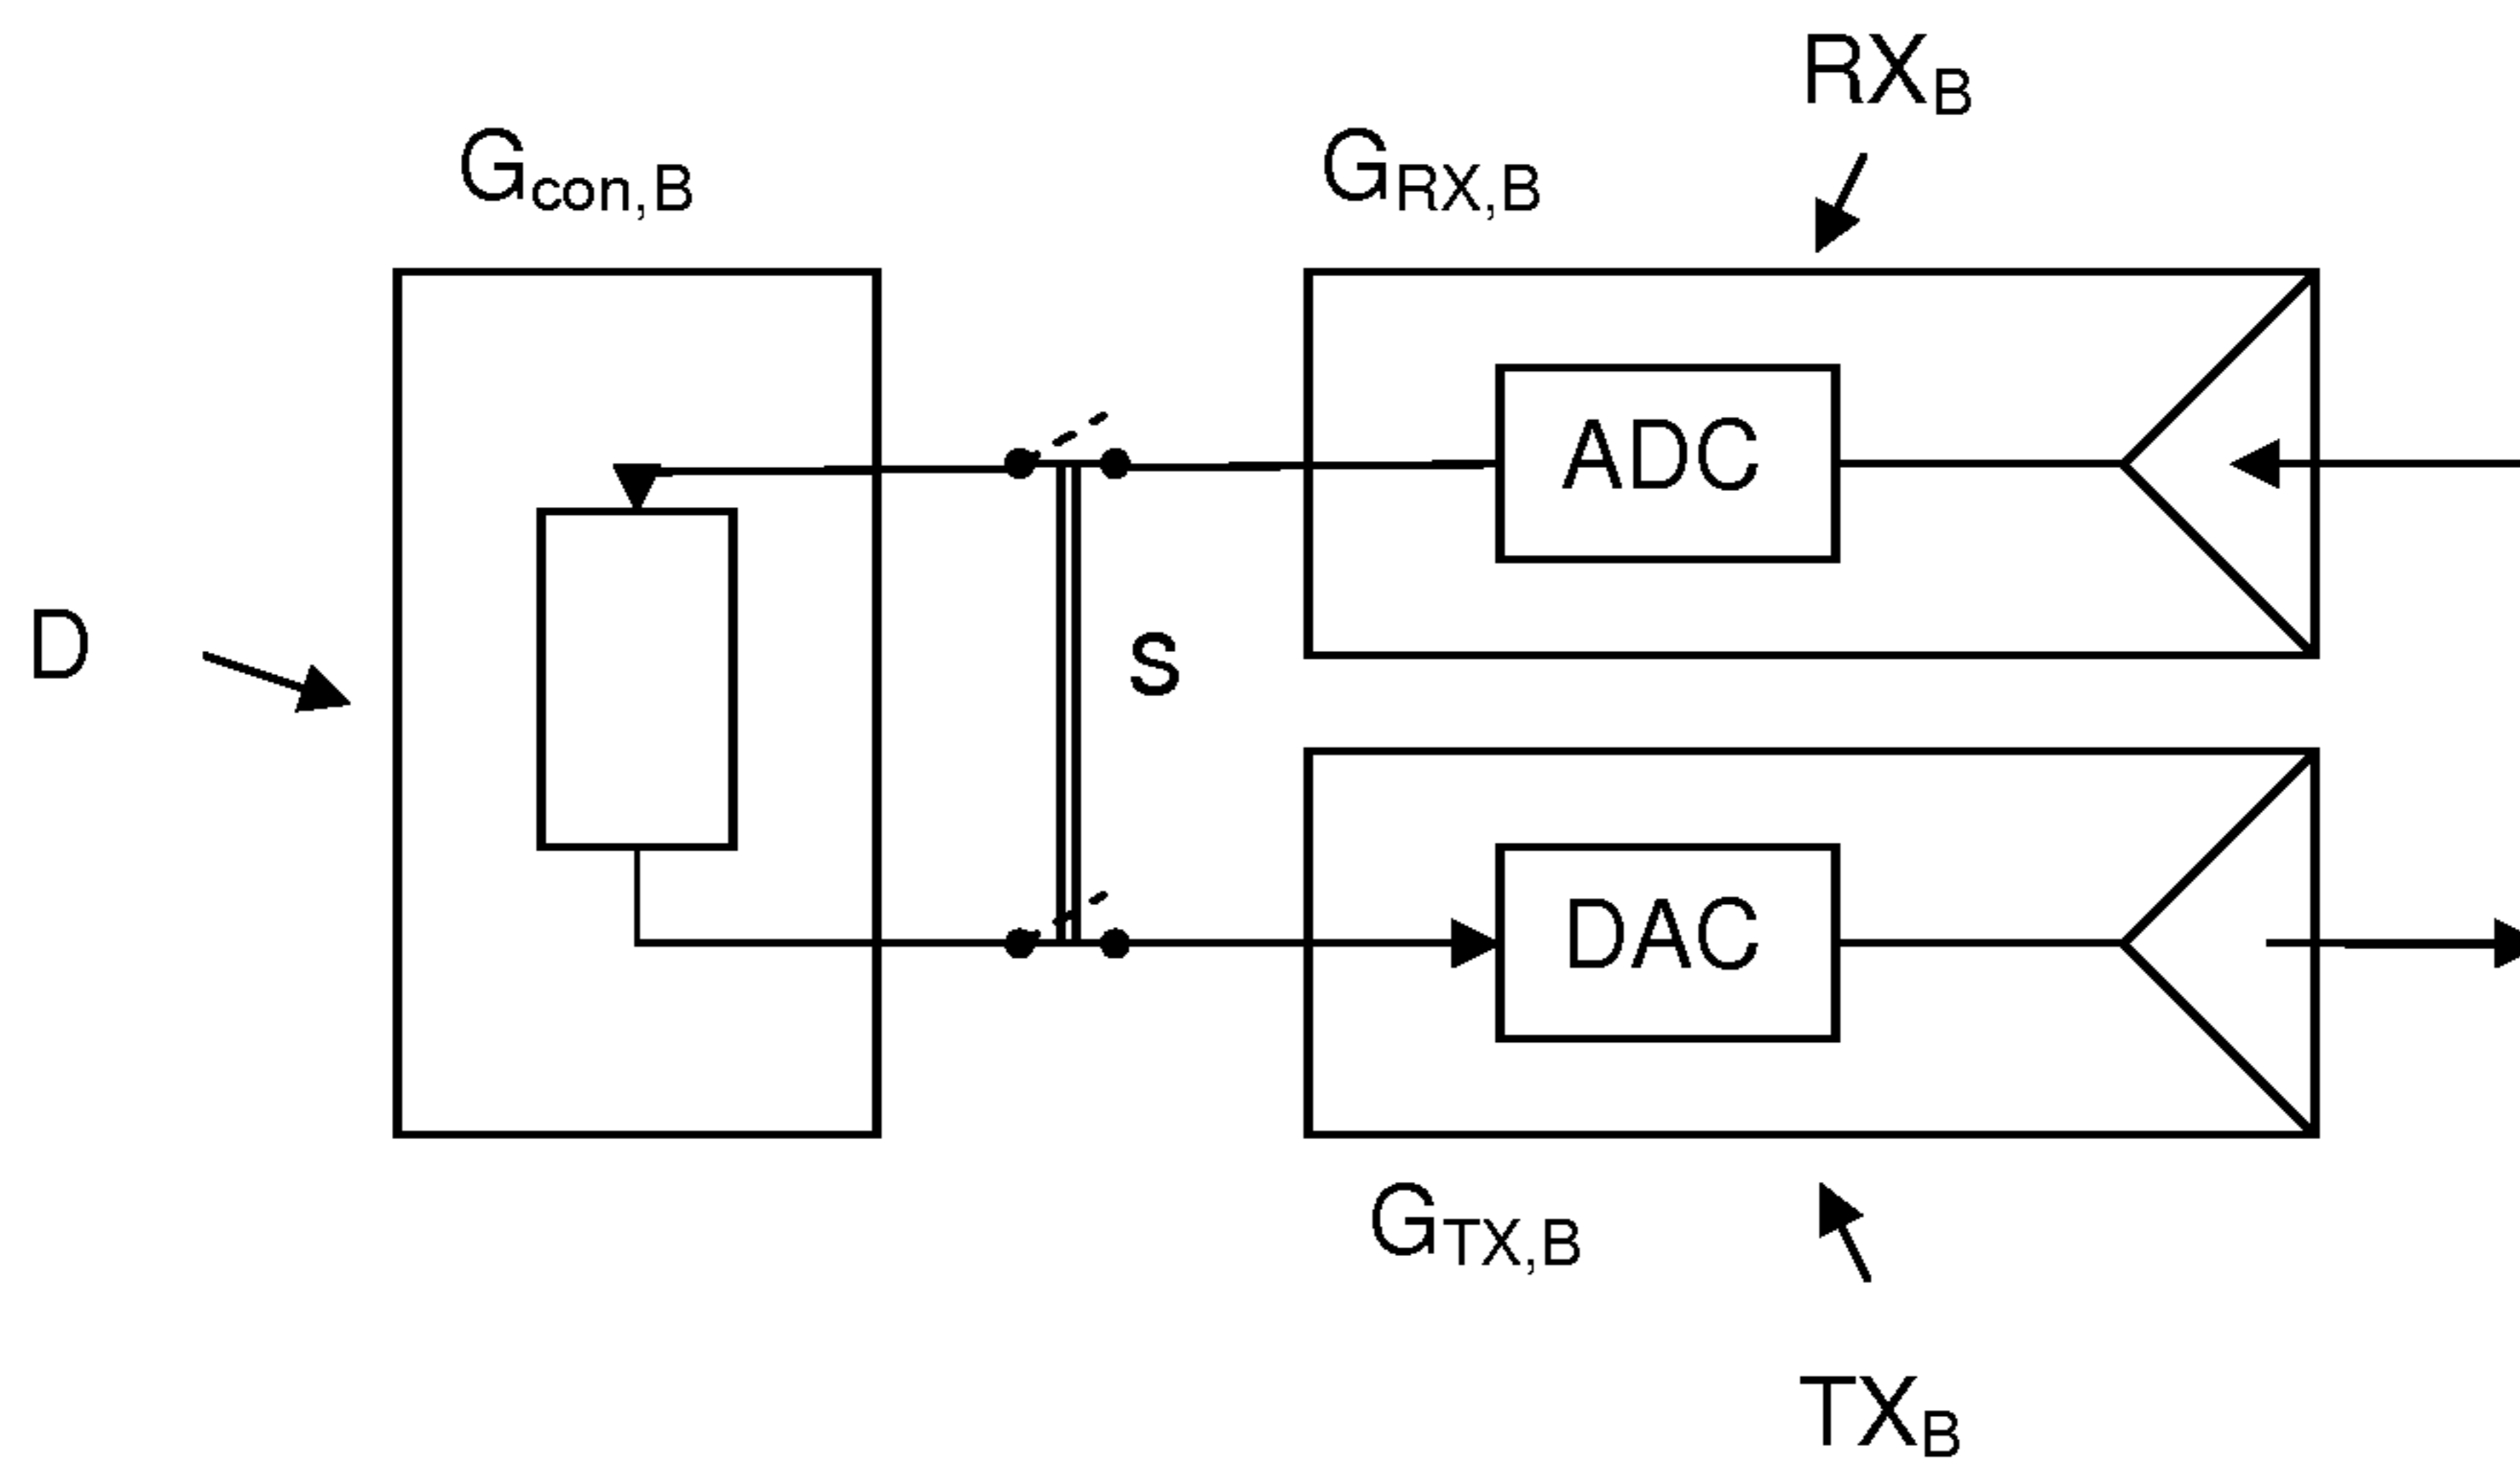 RX_B
G_con,B
G_RX,B
ADC
D
S
DAC
G_TX,B
TX_B